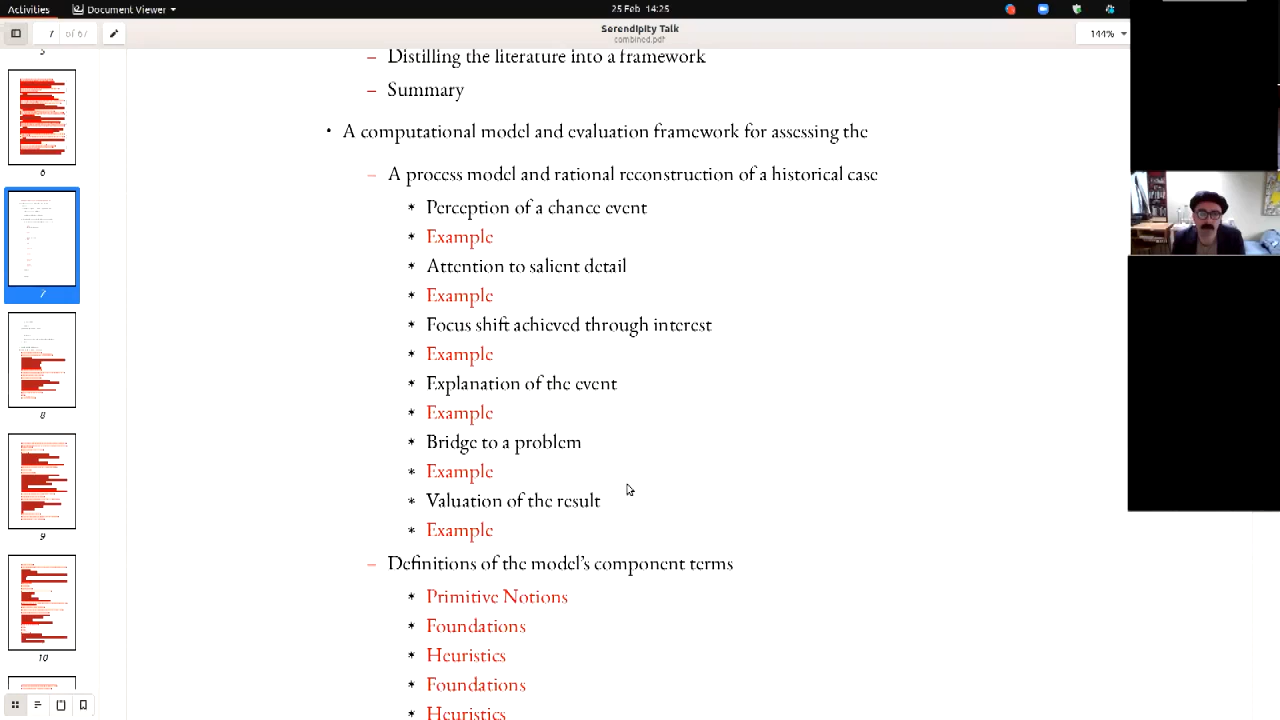 Activities
Document Viewer
25 Feb 14:25
7 of 67
Serendipity Talk
combined.pdf
144%
6
7
8
9
10
– Distilling the literature into a framework
– Summary
• A computational model and evaluation framework for assessing the
– A process model and rational reconstruction of a historical case
* Perception of a chance event
* Example
* Attention to salient detail
* Example
* Focus shift achieved through interest
* Example
* Explanation of the event
* Example
* Bridge to a problem
* Example
* Valuation of the result
* Example
– Definitions of the model's component terms
* Primitive Notions
* Foundations
* Heuristics
* Foundations
* Heuristics